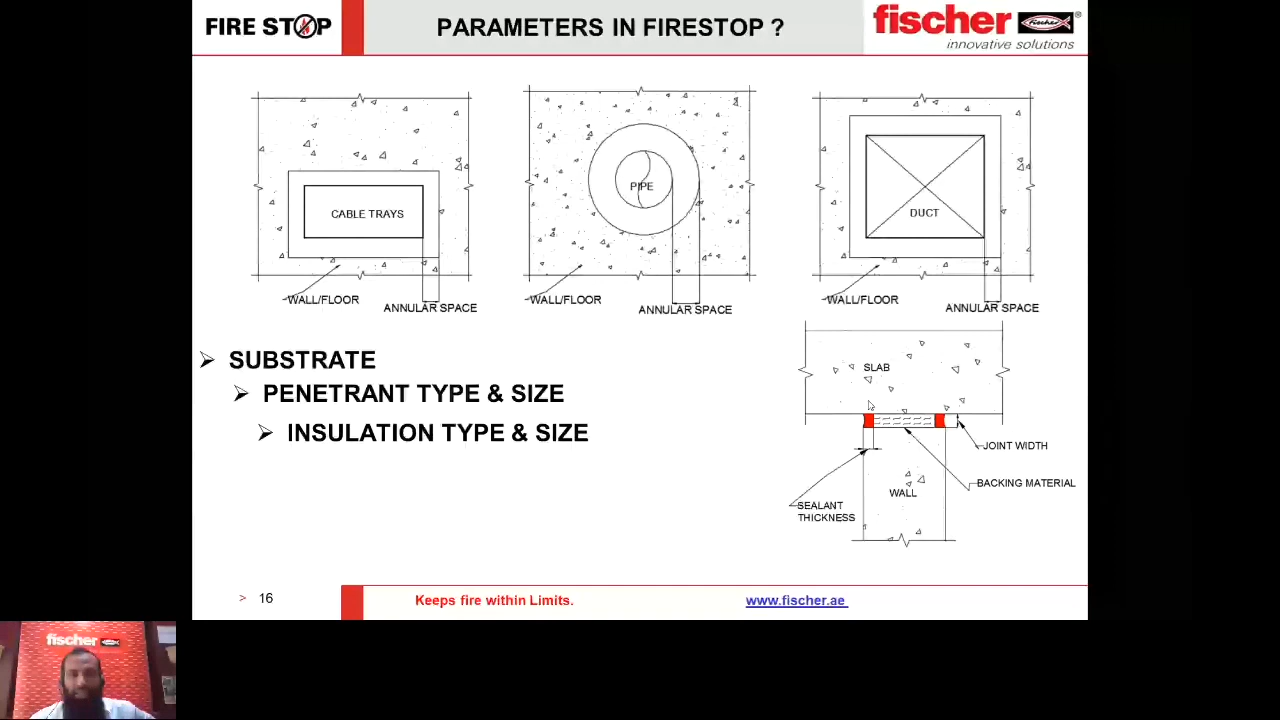 FIRE STOP
PARAMETERS IN FIRESTOP ?
fischer
fischer
®
innovative solutions
CABLE TRAYS
WALL/FLOOR
ANNULAR SPACE
PIPE
WALL/FLOOR
ANNULAR SPACE
DUCT
WALL/FLOOR
ANNULAR SPACE
SUBSTRATE
PENETRANT TYPE & SIZE
INSULATION TYPE & SIZE
SLAB
JOINT WIDTH
BACKING MATERIAL
WALL
SEALANT
THICKNESS
> 16
Keeps fire within Limits.
www.fischer.ae
fischer